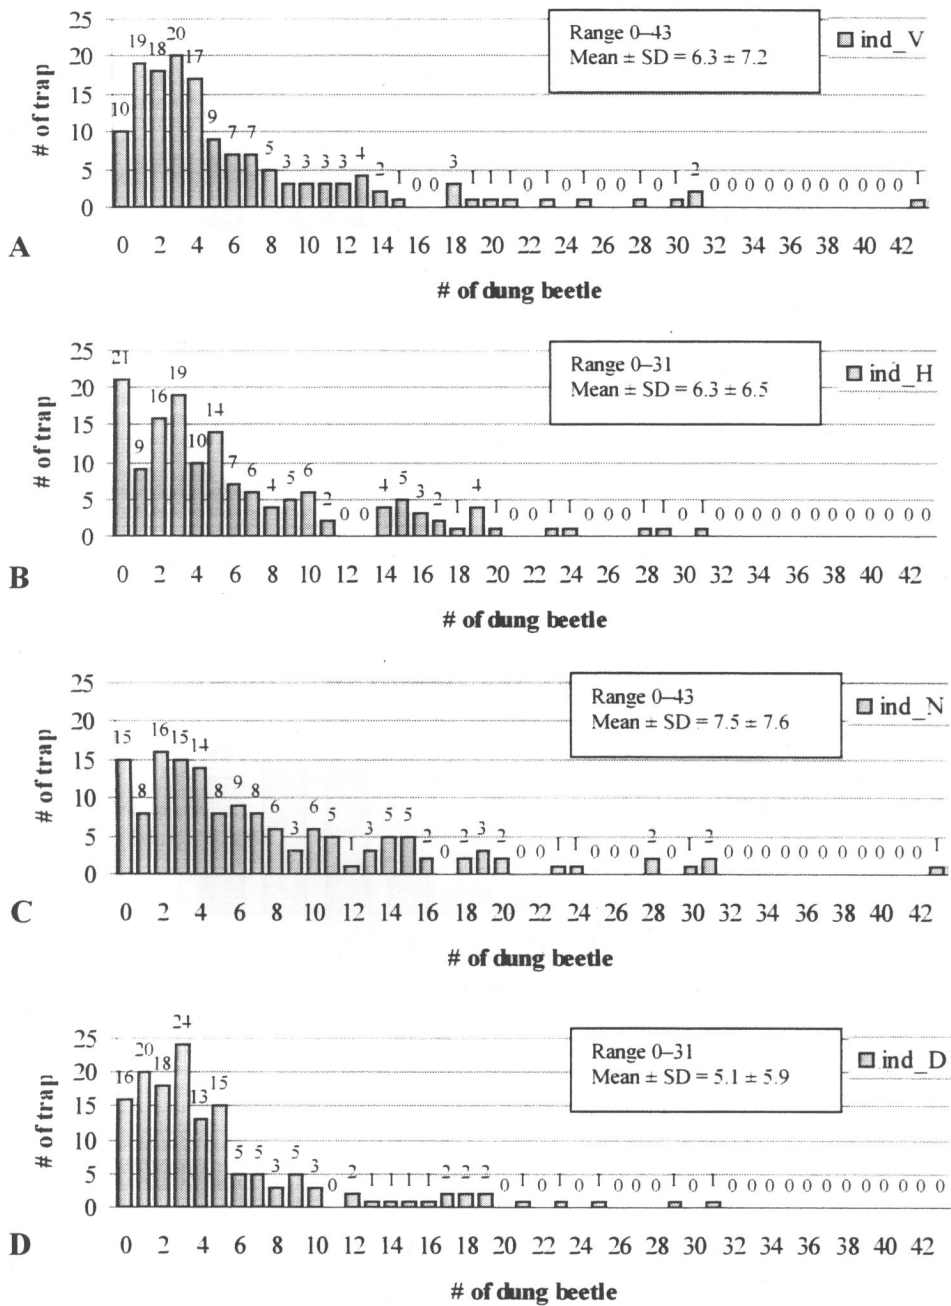 25
20
15
10
5
0
# of trap
10 19 18 20 17 9 7 7 5 3 3 3 3 4 2 1 0 0 3 1 1 1 0 1 0 1 0 0 1 0 1 2 0 0 0 0 0 0 0 0 0 0 0 1
Range 0–43
Mean ± SD = 6.3 ± 7.2
ind_V
0 2 4 6 8 10 12 14 16 18 20 22 24 26 28 30 32 34 36 38 40 42
A
# of dung beetle
25
20
15
10
5
0
# of trap
21 9 16 19 10 14 7 6 4 5 6 2 0 0 4 5 3 2 1 4 1 0 0 1 1 0 0 0 1 1 0 1 0 0 0 0 0 0 0 0 0 0 0 0
Range 0–31
Mean ± SD = 6.3 ± 6.5
ind_H
0 2 4 6 8 10 12 14 16 18 20 22 24 26 28 30 32 34 36 38 40 42
B
# of dung beetle
25
20
15
10
5
0
# of trap
15 8 16 15 14 8 9 8 6 3 6 5 1 3 5 5 2 0 2 3 2 0 0 1 1 0 0 0 2 0 1 2 0 0 0 0 0 0 0 0 0 0 0 1
Range 0–43
Mean ± SD = 7.5 ± 7.6
ind_N
0 2 4 6 8 10 12 14 16 18 20 22 24 26 28 30 32 34 36 38 40 42
C
# of dung beetle
25
20
15
10
5
0
# of trap
16 20 18 24 13 15 5 5 3 5 3 0 2 1 1 1 1 2 2 2 0 1 0 1 0 1 0 0 0 1 0 1 0 0 0 0 0 0 0 0 0 0 0 0
Range 0–31
Mean ± SD = 5.1 ± 5.9
ind_D
0 2 4 6 8 10 12 14 16 18 20 22 24 26 28 30 32 34 36 38 40 42
D
# of dung beetle